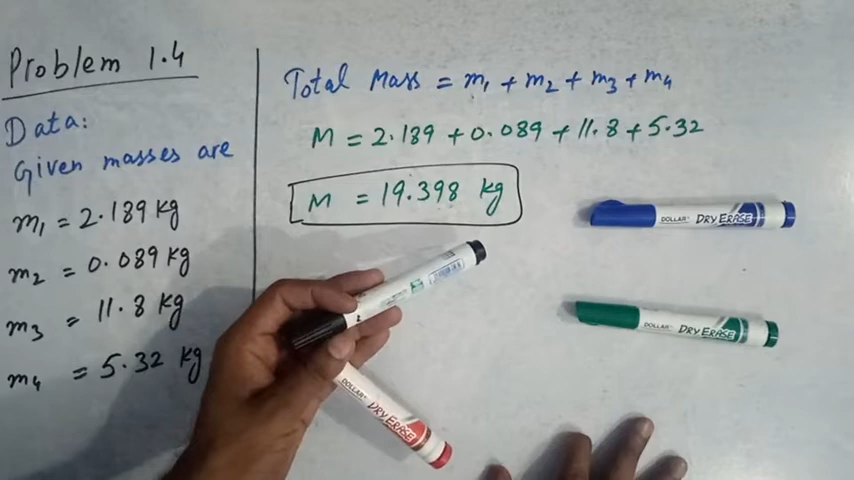 Problem 1.4
Data:
Given masses are
m₁ = 2.189 kg
m₂ = 0.089 kg
m₃ = 11.8 kg
m₄ = 5.32 kg
Total Mass = m₁ + m₂ + m₃ + m₄
M = 2.189 + 0.089 + 11.8 + 5.32
M = 19.398 kg
DOLLAR DRY ERASE
DOLLAR DRY ERASE
DOLLAR DRY ERASE